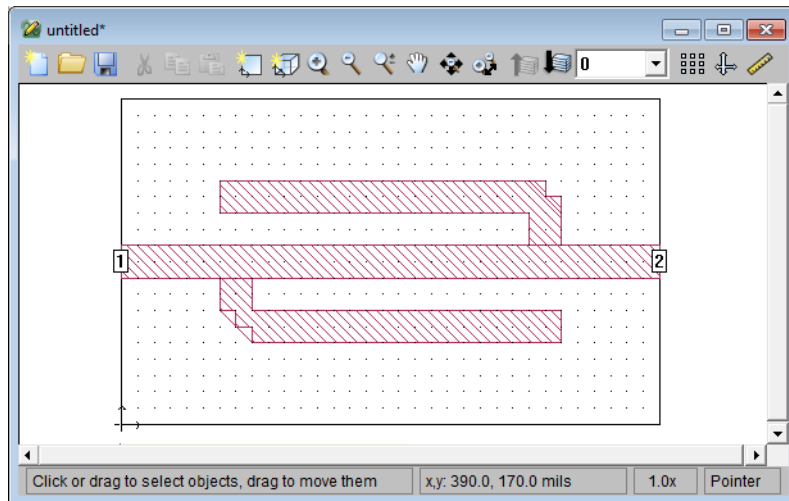 untitled*
0
1
2
Click or drag to select objects, drag to move them
x,y: 390.0, 170.0 mils
1.0x
Pointer